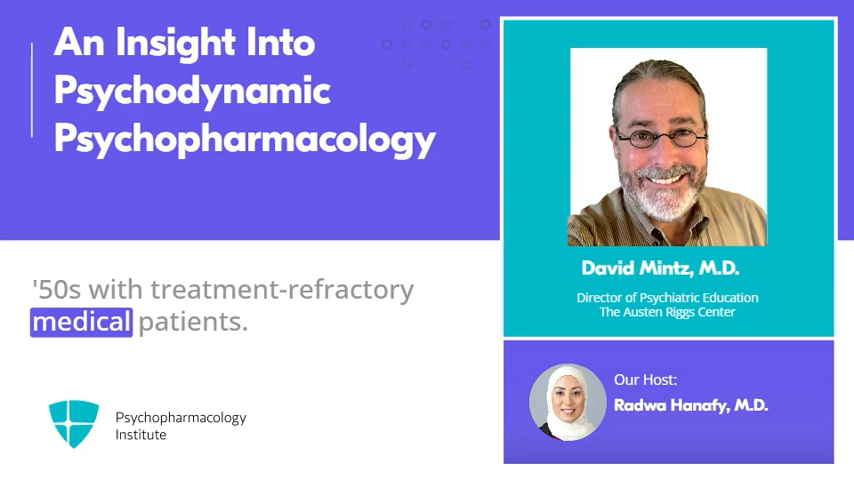 An Insight Into
Psychodynamic
Psychopharmacology
'50s with treatment-refractory
medical patients.
Psychopharmacology
Institute
David Mintz, M.D.
Director of Psychiatric Education
The Austen Riggs Center
Our Host:
Radwa Hanafy, M.D.